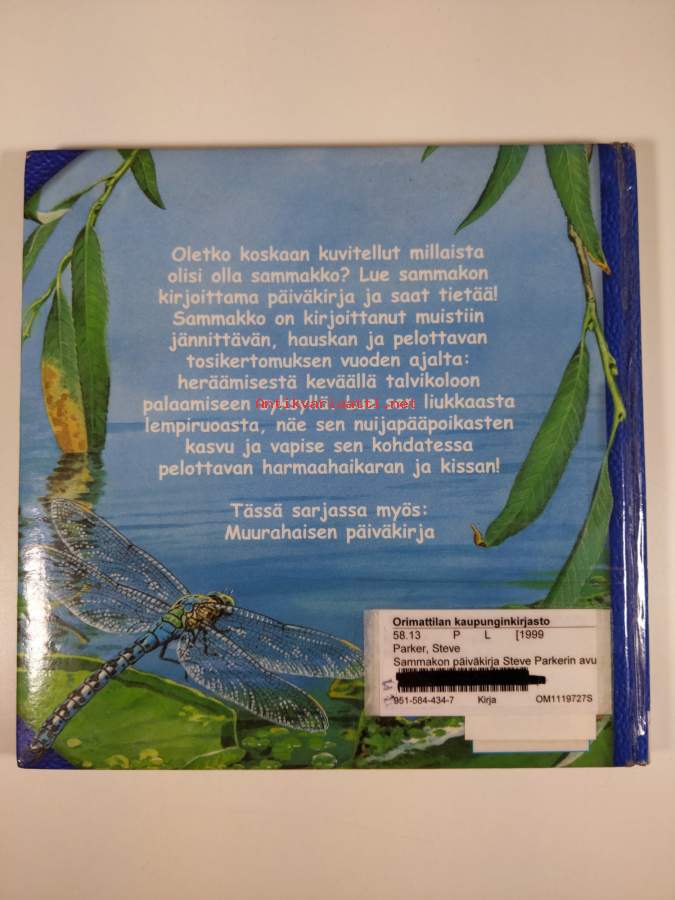 Oletko koskaan kuvitellut millaista
olisi olla sammakko? Lue sammakon
kirjoittama päiväkirja ja saat tietää!
Sammakko on kirjoittanut muistiin
jännittävän, hauskan ja pelottavan
tosikertomuksen vuoden ajalta:
heräämisestä keväällä talvikoloon
palaamiseen liukkaasta
Antikvariaatti.net
lempiruoasta, näe sen nuijapääpoikasten
kasvu ja vapise sen kohdatessa
pelottavan harmaahaikaran ja kissan!
Tässä sarjassa myös:
Muurahaisen päiväkirja
Orimattilan kaupunginkirjasto
58.13 P L [1999
Parker, Steve
Sammakon päiväkirja Steve Parkerin avu
951-584-434-7 Kirja OM1119727S